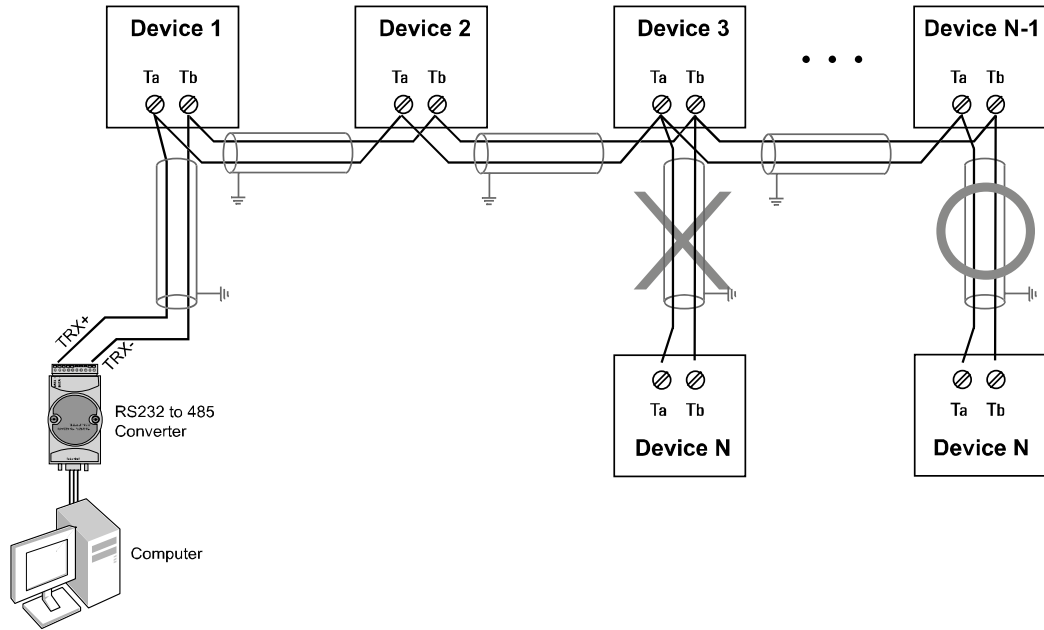 Device 1
Device 2
Device 3
• • •
Device N-1
Ta Tb
Ta Tb
Ta Tb
Ta Tb
TRX+
TRX-
RS232 to 485
Converter
Computer
Ta Tb
Device N
Ta Tb
Device N